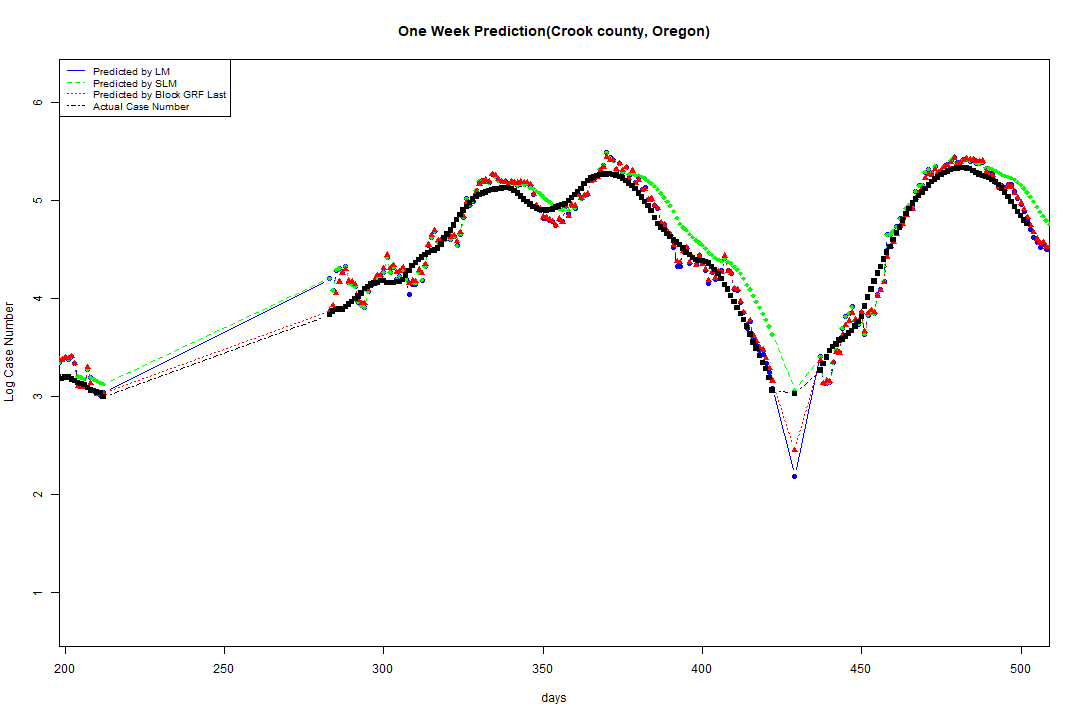 One Week Prediction(Crook county, Oregon)
Predicted by LM
Predicted by SLM
Predicted by Block GRF Last
Actual Case Number
6
5
4
3
2
1
Log Case Number
200 250 300 350 400 450 500
days